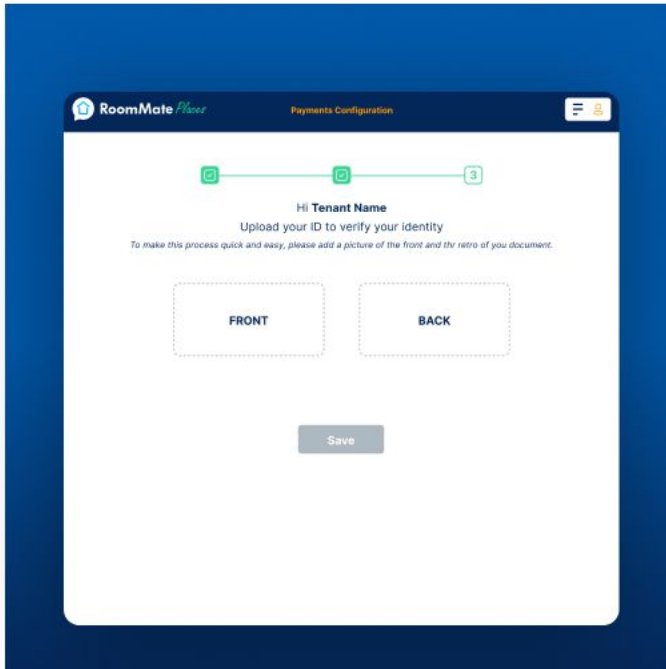 RoomMate Places
Payments Configuration
3
Hi Tenant Name
Upload your ID to verify your identity
To make this process quick and easy, please add a picture of the front and thr retro of you document.
FRONT
BACK
Save